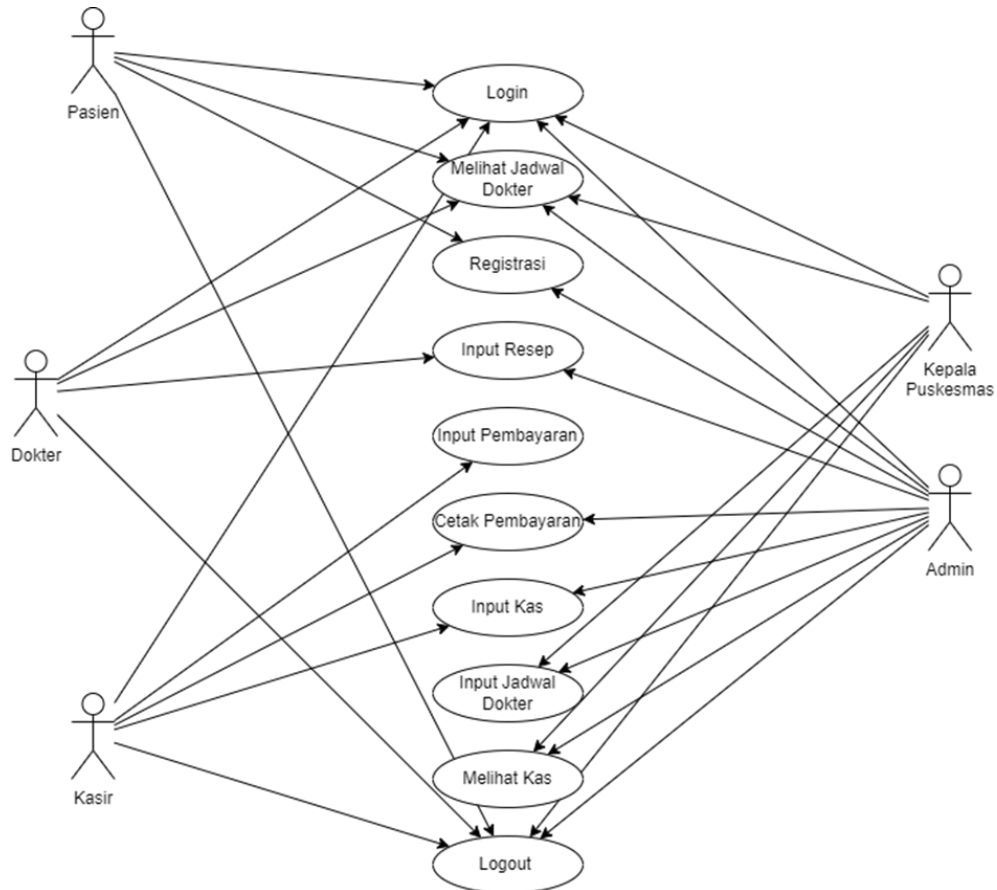 Pasien
Login
Melihat Jadwal
Dokter
Registrasi
Input Resep
Kepala
Puskesmas
Dokter
Input Pembayaran
Cetak Pembayaran
Admin
Input Kas
Input Jadwal
Dokter
Kasir
Melihat Kas
Logout